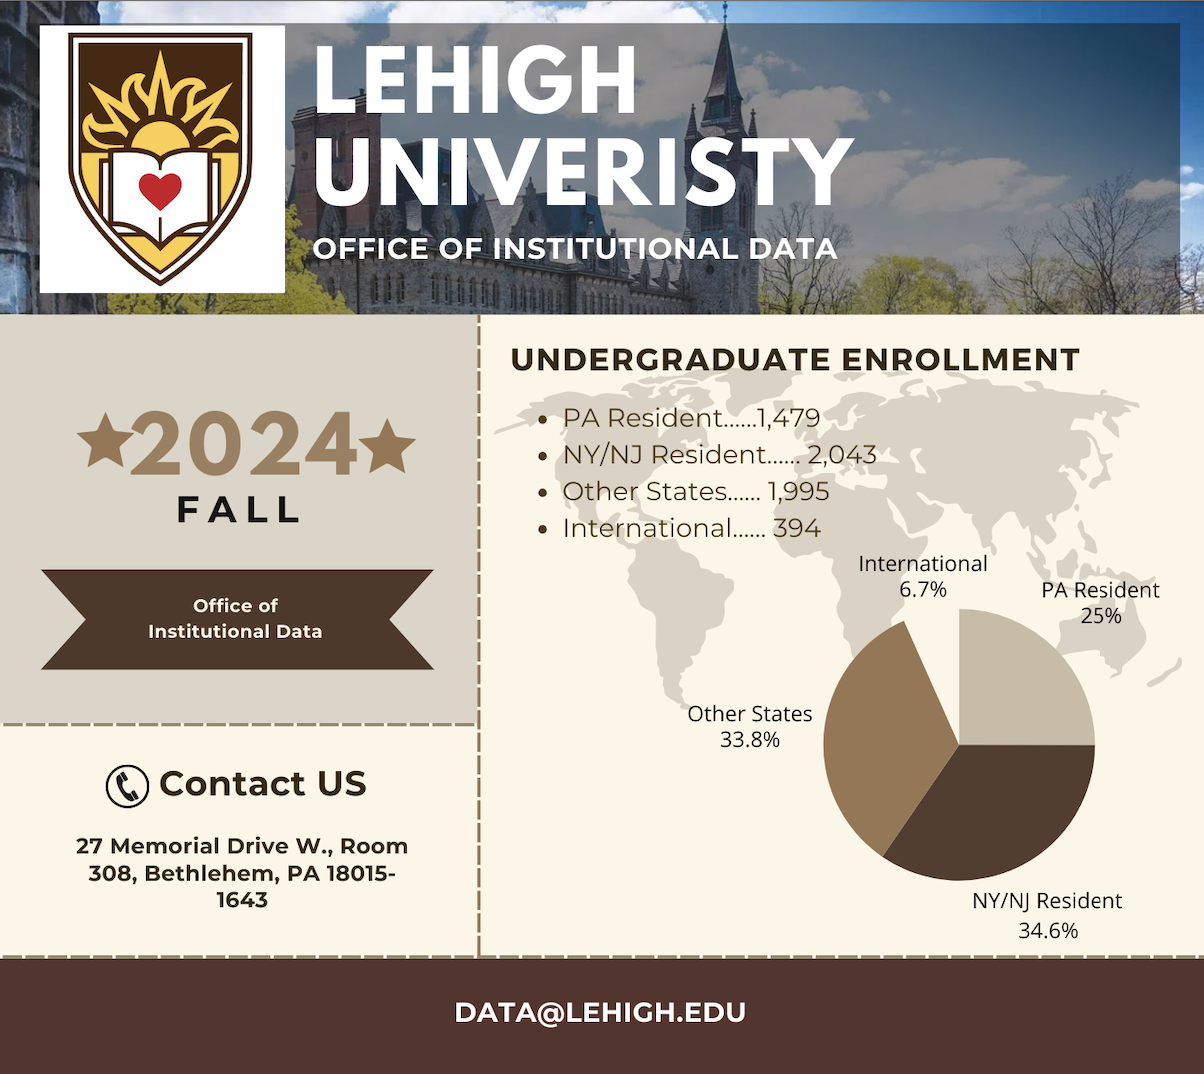 LEHIGH
UNIVERISTY
OFFICE OF INSTITUTIONAL DATA
2024
FALL
Office of
Institutional Data
Contact US
27 Memorial Drive W., Room
308, Bethlehem, PA 18015-
1643
UNDERGRADUATE ENROLLMENT
• PA Resident......1,479
• NY/NJ Resident...... 2,043
• Other States...... 1,995
• International...... 394
International
6.7%
PA Resident
25%
Other States
33.8%
NY/NJ Resident
34.6%
DATA@LEHIGH.EDU